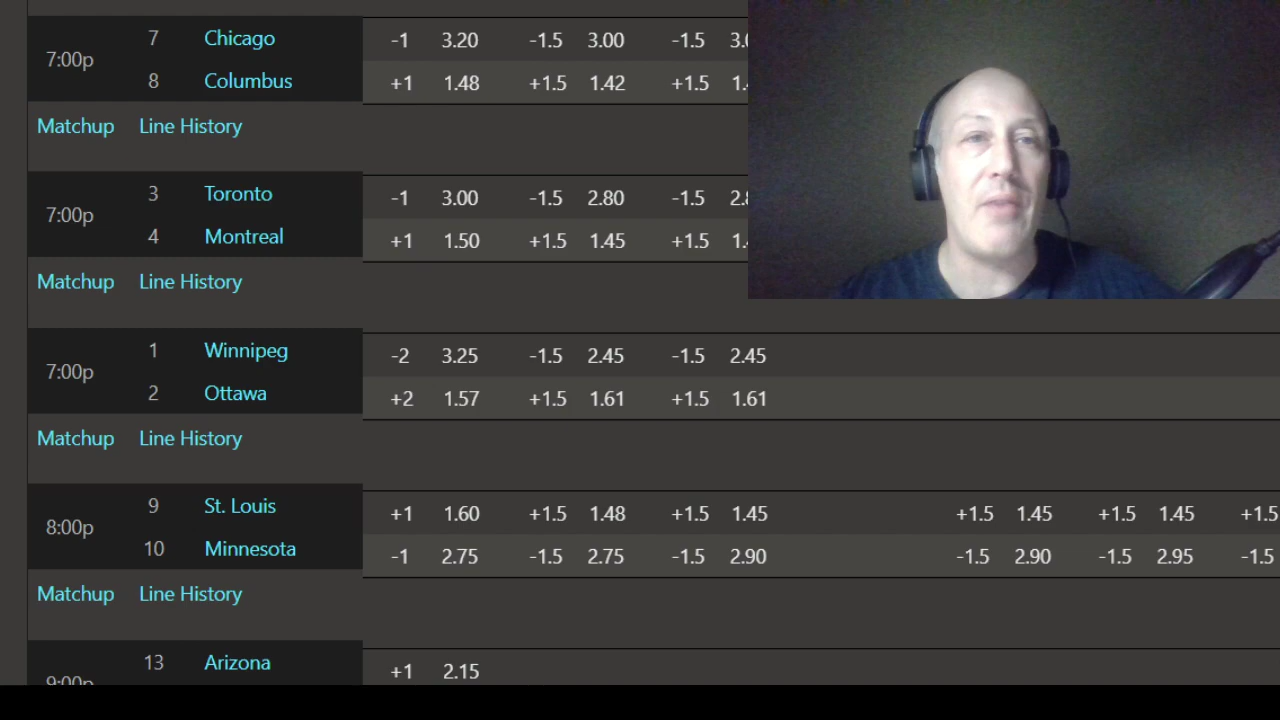 7 Chicago -1 3.20 -1.5 3.00 -1.5
7:00p
8 Columbus +1 1.48 +1.5 1.42 +1.5
Matchup Line History
3 Toronto -1 3.00 -1.5 2.80 -1.5
7:00p
4 Montreal +1 1.50 +1.5 1.45 +1.5
Matchup Line History
1 Winnipeg -2 3.25 -1.5 2.45 -1.5 2.45
7:00p
2 Ottawa +2 1.57 +1.5 1.61 +1.5 1.61
Matchup Line History
9 St. Louis +1 1.60 +1.5 1.48 +1.5 1.45 +1.5 1.45 +1.5 1.45 +1.5
8:00p
10 Minnesota -1 2.75 -1.5 2.75 -1.5 2.90 -1.5 2.90 -1.5 2.95 -1.5
Matchup Line History
13 Arizona +1 2.15
9:00p